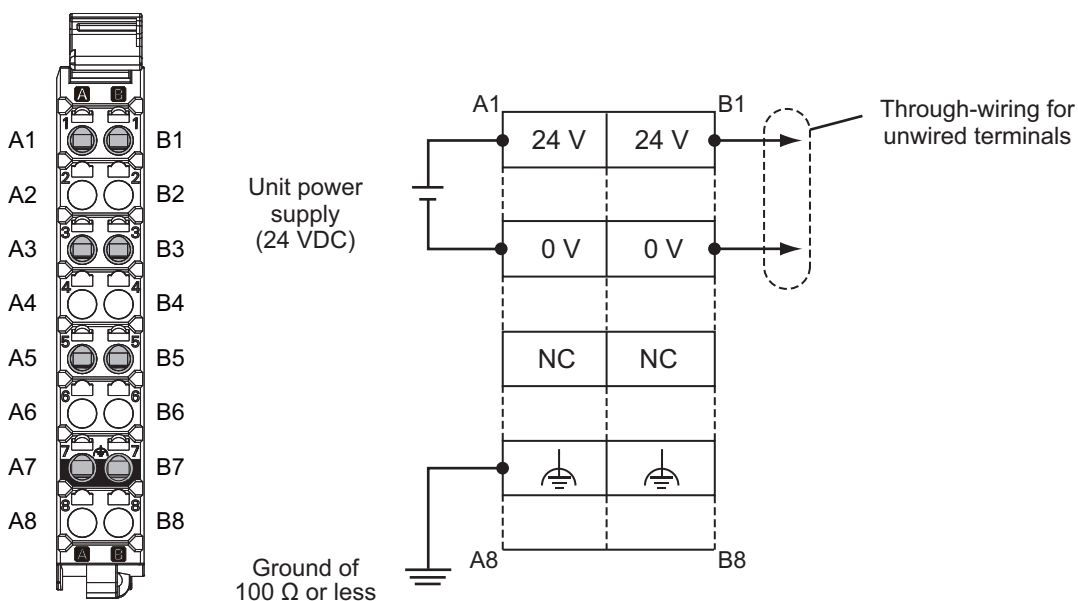 A B
A1 1 1 B1
A2 2 2 B2
A3 3 3 B3
A4 4 4 B4
A5 5 5 B5
A6 6 6 B6
A7 7 7 B7
A8 8 8 B8
A B
Unit power
supply
(24 VDC)
Ground of
100 Ω or less
A1 B1
24 V 24 V
0 V 0 V
NC NC
A8 B8
Through-wiring for
unwired terminals